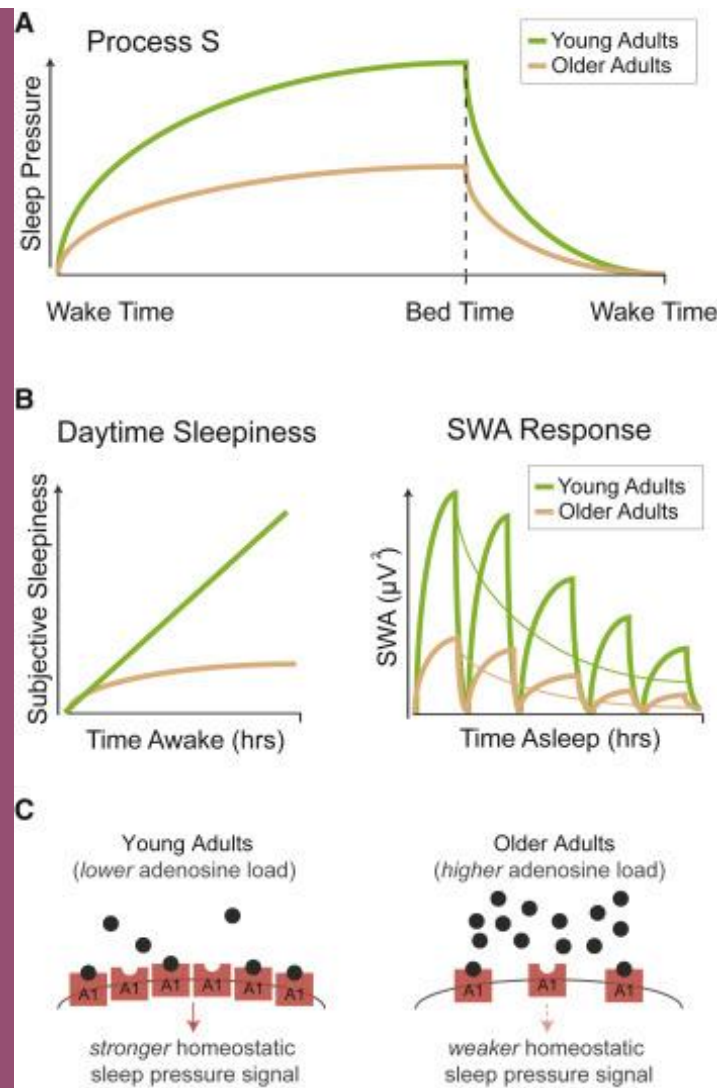 A
Process S
Young Adults
Older Adults
Sleep Pressure
Wake Time
Bed Time
Wake Time
B
Daytime Sleepiness
SWA Response
Young Adults
Older Adults
Subjective Sleepiness
Time Awake (hrs)
SWA (µV²)
Time Asleep (hrs)
C
Young Adults
(lower adenosine load)
Older Adults
(higher adenosine load)
A1
A1
A1
A1
A1
A1
A1
A1
A1
stronger homeostatic
sleep pressure signal
weaker homeostatic
sleep pressure signal